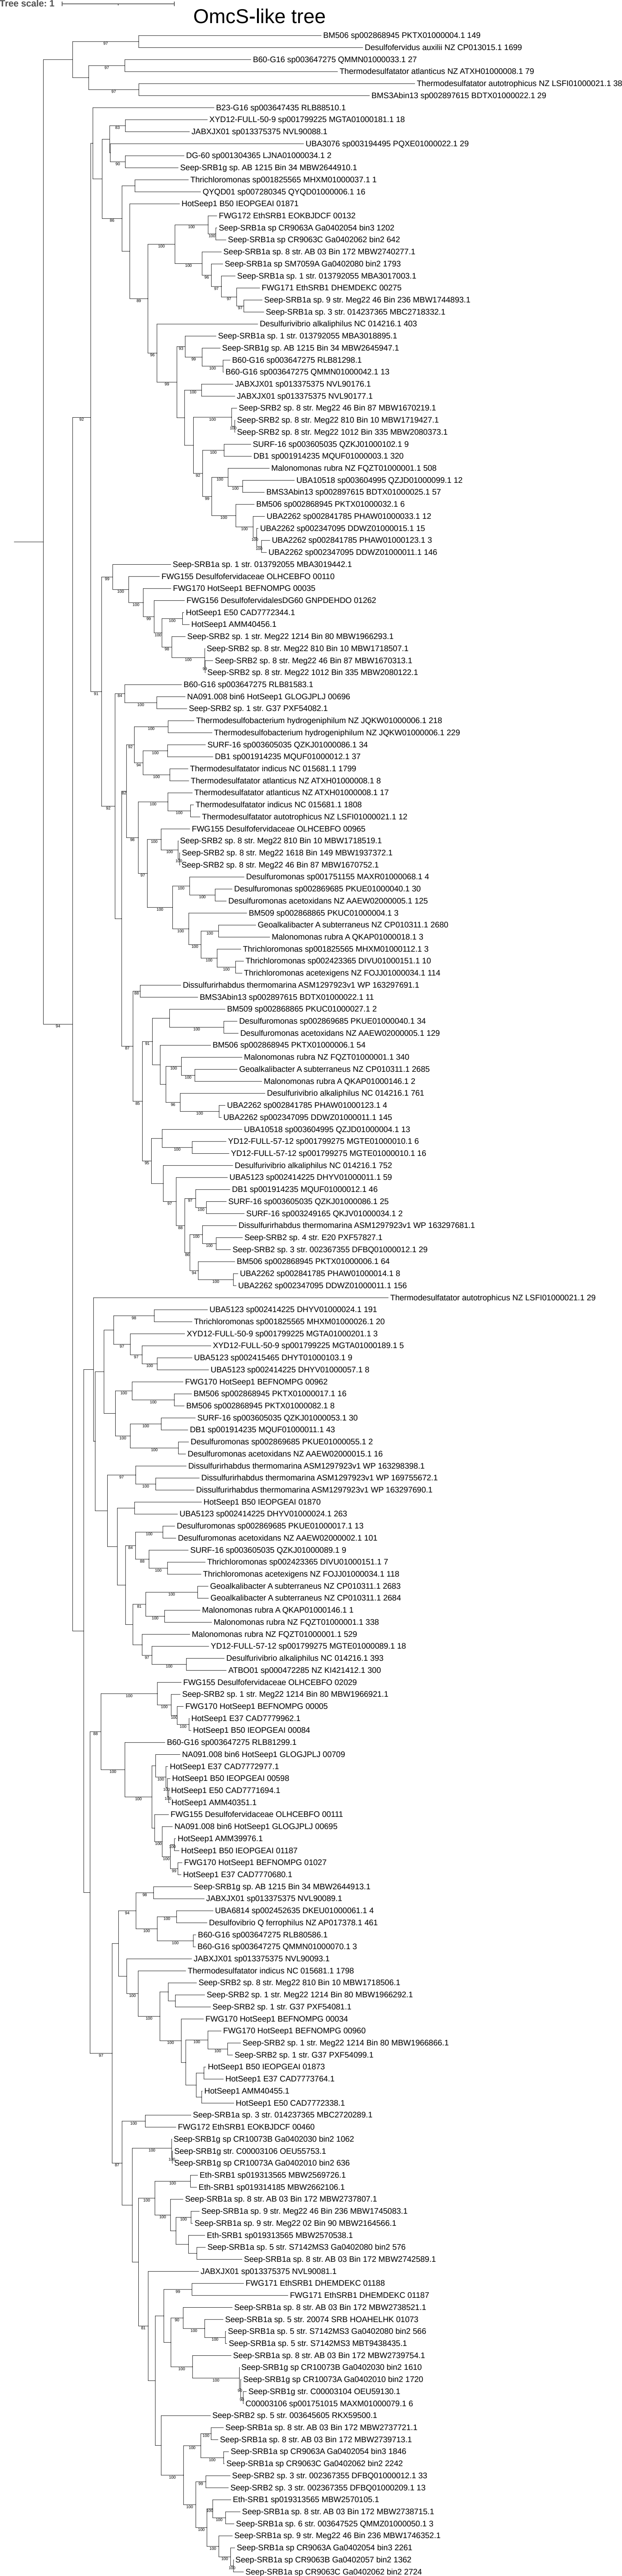 Tree scale: 1
OmcS-like tree
BM506 sp002868945 PKTX01000004.1 149
Desulfofervidus auxilii NZ CP013015.1 1699
B60-G16 sp003647275 QMMN01000033.1 27
Thermodesulfatator atlanticus NZ ATXH01000008.1 79
Thermodesulfatator autotrophicus NZ LSFI01000021.1 38
BMS3Abin13 sp002897615 BDTX01000022.1 29
B23-G16 sp003647435 RLB88510.1
XYD12-FULL-50-9 sp001799225 MGTA01000181.1 18
JABXJX01 sp013375375 NVL90088.1
UBA3076 sp003194495 PQXE01000022.1 29
DG-60 sp001304365 LJNA01000034.1 2
Seep-SRB1g sp. AB 1215 Bin 34 MBW2644910.1
Thrichloromonas sp001825565 MHXM01000037.1 1
QYQD01 sp007280345 QYQD01000006.1 16
HotSeep1 B50 IEOPGEAI 01871
FWG172 EthSRB1 EOKBJDCF 00132
Seep-SRB1a sp CR9063A Ga0402054 bin3 1202
Seep-SRB1a sp CR9063C Ga0402062 bin2 642
Seep-SRB1a sp. 8 str. AB 03 Bin 172 MBW2740277.1
Seep-SRB1a sp SM7059A Ga0402080 bin2 1793
Seep-SRB1a sp. 1 str. 013792055 MBA3017003.1
FWG171 EthSRB1 DHEMDEKC 00275
Seep-SRB1a sp. 9 str. Meg22 46 Bin 236 MBW1744893.1
Seep-SRB1a sp. 3 str. 014237365 MBC2718332.1
Desulfurivibrio alkaliphilus NC 014216.1 403
Seep-SRB1a sp. 1 str. 013792055 MBA3018895.1
Seep-SRB1g sp. AB 1215 Bin 34 MBW2645947.1
B60-G16 sp003647275 RLB81298.1
B60-G16 sp003647275 QMMN01000042.1 13
JABXJX01 sp013375375 NVL90176.1
JABXJX01 sp013375375 NVL90177.1
Seep-SRB2 sp. 8 str. Meg22 46 Bin 87 MBW1670219.1
Seep-SRB2 sp. 8 str. Meg22 810 Bin 10 MBW1719427.1
Seep-SRB2 sp. 8 str. Meg22 1012 Bin 335 MBW2080373.1
SURF-16 sp003605035 QZKJ01000102.1 9
DB1 sp001914235 MQUF01000003.1 320
Malonomonas rubra NZ FQZT01000001.1 508
UBA10518 sp003604995 QZJD01000099.1 12
BMS3Abin13 sp002897615 BDTX01000025.1 57
BM506 sp002868945 PKTX01000032.1 6
UBA2262 sp002841785 PHAW01000033.1 12
UBA2262 sp002347095 DDWZ01000015.1 15
UBA2262 sp002841785 PHAW01000123.1 3
UBA2262 sp002347095 DDWZ01000011.1 146
Seep-SRB1a sp. 1 str. 013792055 MBA3019442.1
FWG155 Desulfofervidaceae OLHCEBFO 00110
FWG170 HotSeep1 BEFNOMPG 00035
FWG156 DesulfofervidalesDG60 GNPDEHDO 01262
HotSeep1 E50 CAD7772344.1
HotSeep1 AMM40456.1
Seep-SRB2 sp. 1 str. Meg22 1214 Bin 80 MBW1966293.1
Seep-SRB2 sp. 8 str. Meg22 810 Bin 10 MBW1718507.1
Seep-SRB2 sp. 8 str. Meg22 46 Bin 87 MBW1670313.1
Seep-SRB2 sp. 8 str. Meg22 1012 Bin 335 MBW2080122.1
B60-G16 sp003647275 RLB81583.1
NA091.008 bin6 HotSeep1 GLOGJPLJ 00696
Seep-SRB2 sp. 1 str. G37 PXF54082.1
Thermodesulfobacterium hydrogeniphilum NZ JQKW01000006.1 218
Thermodesulfobacterium hydrogeniphilum NZ JQKW01000006.1 229
SURF-16 sp003605035 QZKJ01000086.1 34
DB1 sp001914235 MQUF01000012.1 37
Thermodesulfatator indicus NC 015681.1 1799
Thermodesulfatator atlanticus NZ ATXH01000008.1 8
Thermodesulfatator atlanticus NZ ATXH01000008.1 17
Thermodesulfatator indicus NC 015681.1 1808
Thermodesulfatator autotrophicus NZ LSFI01000021.1 12
FWG155 Desulfofervidaceae OLHCEBFO 00965
Seep-SRB2 sp. 8 str. Meg22 810 Bin 10 MBW1718519.1
Seep-SRB2 sp. 8 str. Meg22 1618 Bin 149 MBW1937372.1
Seep-SRB2 sp. 8 str. Meg22 46 Bin 87 MBW1670752.1
Desulfuromonas sp001751155 MAXR01000068.1 4
Desulfuromonas sp002869685 PKUE01000040.1 30
Desulfuromonas acetoxidans NZ AAEW02000005.1 125
BM509 sp002868865 PKUC01000004.1 3
Geoalkalibacter A subterraneus NZ CP010311.1 2680
Malonomonas rubra A QKAP01000018.1 3
Thrichloromonas sp001825565 MHXM01000112.1 3
Thrichloromonas sp002423365 DIVU01000151.1 10
Thrichloromonas acetexigens NZ FOJJ01000034.1 114
Dissulfurirhabdus thermomarina ASM1297923v1 WP 163297691.1
BMS3Abin13 sp002897615 BDTX01000022.1 11
BM509 sp002868865 PKUC01000027.1 2
Desulfuromonas sp002869685 PKUE01000040.1 34
Desulfuromonas acetoxidans NZ AAEW02000005.1 129
BM506 sp002868945 PKTX01000006.1 54
Malonomonas rubra NZ FQZT01000001.1 340
Geoalkalibacter A subterraneus NZ CP010311.1 2685
Malonomonas rubra A QKAP01000146.1 2
Desulfurivibrio alkaliphilus NC 014216.1 761
UBA2262 sp002841785 PHAW01000123.1 4
UBA2262 sp002347095 DDWZ01000011.1 145
UBA10518 sp003604995 QZJD01000004.1 13
YD12-FULL-57-12 sp001799275 MGTE01000010.1 6
YD12-FULL-57-12 sp001799275 MGTE01000010.1 16
Desulfurivibrio alkaliphilus NC 014216.1 752
UBA5123 sp002414225 DHYV01000011.1 59
DB1 sp001914235 MQUF01000012.1 46
SURF-16 sp003605035 QZKJ01000086.1 25
SURF-16 sp003249165 QKJV01000034.1 2
Dissulfurirhabdus thermomarina ASM1297923v1 WP 163297681.1
Seep-SRB2 sp. 4 str. E20 PXF57827.1
Seep-SRB2 sp. 3 str. 002367355 DFBQ01000012.1 29
BM506 sp002868945 PKTX01000006.1 64
UBA2262 sp002841785 PHAW01000014.1 8
UBA2262 sp002347095 DDWZ01000011.1 156
Thermodesulfatator autotrophicus NZ LSFI01000021.1 29
UBA5123 sp002414225 DHYV01000024.1 191
Thrichloromonas sp001825565 MHXM01000026.1 20
XYD12-FULL-50-9 sp001799225 MGTA01000201.1 3
XYD12-FULL-50-9 sp001799225 MGTA01000189.1 5
UBA5123 sp002415465 DHYT01000103.1 9
UBA5123 sp002414225 DHYV01000057.1 8
FWG170 HotSeep1 BEFNOMPG 00962
BM506 sp002868945 PKTX01000017.1 16
BM506 sp002868945 PKTX01000082.1 8
SURF-16 sp003605035 QZKJ01000053.1 30
DB1 sp001914235 MQUF01000011.1 43
Desulfuromonas sp002869685 PKUE01000055.1 2
Desulfuromonas acetoxidans NZ AAEW02000015.1 16
Dissulfurirhabdus thermomarina ASM1297923v1 WP 163298398.1
Dissulfurirhabdus thermomarina ASM1297923v1 WP 169755672.1
Dissulfurirhabdus thermomarina ASM1297923v1 WP 163297690.1
HotSeep1 B50 IEOPGEAI 01870
UBA5123 sp002414225 DHYV01000024.1 263
Desulfuromonas sp002869685 PKUE01000017.1 13
Desulfuromonas acetoxidans NZ AAEW02000002.1 101
SURF-16 sp003605035 QZKJ01000089.1 9
Thrichloromonas sp002423365 DIVU01000151.1 7
Thrichloromonas acetexigens NZ FOJJ01000034.1 118
Geoalkalibacter A subterraneus NZ CP010311.1 2683
Geoalkalibacter A subterraneus NZ CP010311.1 2684
Malonomonas rubra A QKAP01000146.1 1
Malonomonas rubra NZ FQZT01000001.1 338
Malonomonas rubra NZ FQZT01000001.1 529
YD12-FULL-57-12 sp001799275 MGTE01000089.1 18
Desulfurivibrio alkaliphilus NC 014216.1 393
ATBO01 sp000472285 NZ KI421412.1 300
FWG155 Desulfofervidaceae OLHCEBFO 02029
Seep-SRB2 sp. 1 str. Meg22 1214 Bin 80 MBW1966921.1
FWG170 HotSeep1 BEFNOMPG 00005
HotSeep1 E37 CAD7779962.1
HotSeep1 B50 IEOPGEAI 00084
B60-G16 sp003647275 RLB81299.1
NA091.008 bin6 HotSeep1 GLOGJPLJ 00709
HotSeep1 E37 CAD7772977.1
HotSeep1 B50 IEOPGEAI 00598
HotSeep1 E50 CAD7771694.1
HotSeep1 AMM40351.1
FWG155 Desulfofervidaceae OLHCEBFO 00111
NA091.008 bin6 HotSeep1 GLOGJPLJ 00695
HotSeep1 AMM39976.1
HotSeep1 B50 IEOPGEAI 01187
FWG170 HotSeep1 BEFNOMPG 01027
HotSeep1 E37 CAD7770680.1
Seep-SRB1g sp. AB 1215 Bin 34 MBW2644913.1
JABXJX01 sp013375375 NVL90089.1
UBA6814 sp002452635 DKEU01000061.1 4
Desulfovibrio Q ferrophilus NZ AP017378.1 461
B60-G16 sp003647275 RLB80586.1
B60-G16 sp003647275 QMMN01000070.1 3
JABXJX01 sp013375375 NVL90093.1
Thermodesulfatator indicus NC 015681.1 1798
Seep-SRB2 sp. 8 str. Meg22 810 Bin 10 MBW1718506.1
Seep-SRB2 sp. 1 str. Meg22 1214 Bin 80 MBW1966292.1
Seep-SRB2 sp. 1 str. G37 PXF54081.1
FWG170 HotSeep1 BEFNOMPG 00034
FWG170 HotSeep1 BEFNOMPG 00960
Seep-SRB2 sp. 1 str. Meg22 1214 Bin 80 MBW1966866.1
Seep-SRB2 sp. 1 str. G37 PXF54099.1
HotSeep1 B50 IEOPGEAI 01873
HotSeep1 E37 CAD7773764.1
HotSeep1 AMM40455.1
HotSeep1 E50 CAD7772338.1
Seep-SRB1a sp. 3 str. 014237365 MBC2720289.1
FWG172 EthSRB1 EOKBJDCF 00460
Seep-SRB1g sp CR10073B Ga0402030 bin2 1062
Seep-SRB1g str. C00003106 OEU55753.1
Seep-SRB1g sp CR10073A Ga0402010 bin2 636
Eth-SRB1 sp019313565 MBW2569726.1
Eth-SRB1 sp019314185 MBW2662106.1
Seep-SRB1a sp. 8 str. AB 03 Bin 172 MBW2737807.1
Seep-SRB1a sp. 9 str. Meg22 46 Bin 236 MBW1745083.1
Seep-SRB1a sp. 9 str. Meg22 02 Bin 90 MBW2164566.1
Eth-SRB1 sp019313565 MBW2570538.1
Seep-SRB1a sp. 5 str. S7142MS3 Ga0402080 bin2 576
Seep-SRB1a sp. 8 str. AB 03 Bin 172 MBW2742589.1
JABXJX01 sp013375375 NVL90081.1
FWG171 EthSRB1 DHEMDEKC 01188
FWG171 EthSRB1 DHEMDEKC 01187
Seep-SRB1a sp. 8 str. AB 03 Bin 172 MBW2738521.1
Seep-SRB1a sp. 5 str. 20074 SRB HOAHELHK 01073
Seep-SRB1a sp. 5 str. S7142MS3 Ga0402080 bin2 566
Seep-SRB1a sp. 5 str. S7142MS3 MBT9438435.1
Seep-SRB1a sp. 8 str. AB 03 Bin 172 MBW2739754.1
Seep-SRB1g sp CR10073B Ga0402030 bin2 1610
Seep-SRB1g sp CR10073A Ga0402010 bin2 1720
Seep-SRB1g str. C00003104 OEU59130.1
C00003106 sp001751015 MAXM01000079.1 6
Seep-SRB2 sp. 5 str. 003645605 RKX59500.1
Seep-SRB1a sp. 8 str. AB 03 Bin 172 MBW2737721.1
Seep-SRB1a sp. 8 str. AB 03 Bin 172 MBW2739713.1
Seep-SRB1a sp CR9063A Ga0402054 bin3 1846
Seep-SRB1a sp CR9063C Ga0402062 bin2 2242
Seep-SRB2 sp. 3 str. 002367355 DFBQ01000012.1 33
Seep-SRB2 sp. 3 str. 002367355 DFBQ01000209.1 13
Eth-SRB1 sp019313565 MBW2570105.1
Seep-SRB1a sp. 8 str. AB 03 Bin 172 MBW2738715.1
Seep-SRB1a sp. 6 str. 003647525 QMMZ01000050.1 3
Seep-SRB1a sp. 9 str. Meg22 46 Bin 236 MBW1746352.1
Seep-SRB1a sp CR9063A Ga0402054 bin3 2261
Seep-SRB1a sp CR9063B Ga0402057 bin2 1362
Seep-SRB1a sp CR9063C Ga0402062 bin2 2724